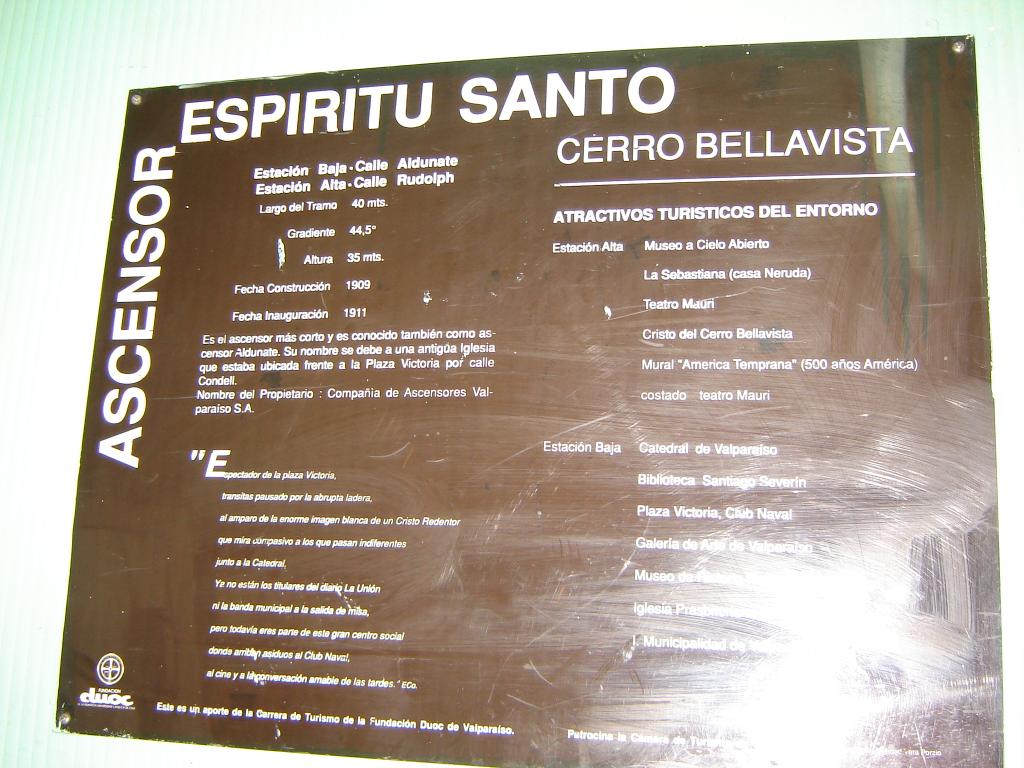 ASCENSOR
ESPIRITU SANTO
CERRO BELLAVISTA
Estación Baja-Calle Aldunate
Estación Alta-Calle Rudolph
Largo del Tramo 40 mts.
Gradiente 44,5°
Altura 35 mts.
Fecha Construcción 1909
Fecha Inauguración 1911
Es el ascensor más corto y es conocido también como as-
censor Aldunate. Su nombre se debe a una antigüa Iglesia
que estaba ubicada frente a la Plaza Victoria por calle
Condell.
Nombre del Propietario : Compañia de Ascensores Val-
paraíso S.A.
"Espectador de la plaza Victoria,
transitas pausado por la abrupta ladera,
al amparo de la enorme imagen blanca de un Cristo Redentor
que mira compasivo a los que pasan indiferentes
junto a la Catedral,
Ya no están los titulares del diario La Unión
ni la banda municipal a la salida de misa,
pero todavía eres parte de este gran centro social
donde arriban asiduos al Club Naval,
al cine y a la conversación amable de las tardes." ECo.
ATRACTIVOS TURISTICOS DEL ENTORNO
Estación Alta Museo a Cielo Abierto
La Sebastiana (casa Neruda)
Teatro Mauri
Cristo del Cerro Bellavista
Mural "America Temprana" (500 años América)
costado teatro Mauri
Estación Baja Catedral de Valparaíso
Biblioteca Santiago Severín
Plaza Victoria, Club Naval
Galería de Arte de Valparaíso
Museo de
Iglesia
I. Municipalidad de
FUNDACION
duoc
Este es un aporte de la Carrera de Turismo de la Fundación Duoc de Valparaíso.
Patrocina la Cámara de
Vera Porzio